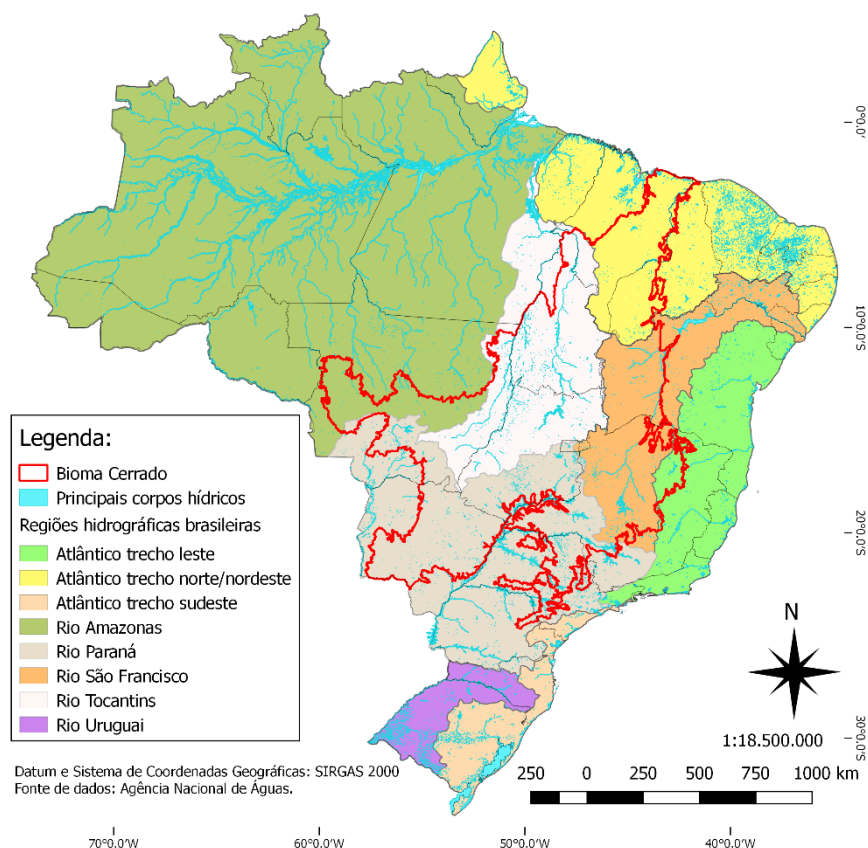 0°0.0'
10°0.0'S
20°0.0'S
30°0.0'S
Legenda:
Bioma Cerrado
Principais corpos hídricos
Regiões hidrográficas brasileiras
Atlântico trecho leste
Atlântico trecho norte/nordeste
Atlântico trecho sudeste
Rio Amazonas
Rio Paraná
Rio São Francisco
Rio Tocantins
Rio Uruguai
N
1:18.500.000
Datum e Sistema de Coordenadas Geográficas: SIRGAS 2000
Fonte de dados: Agência Nacional de Águas.
250 0 250 500 750 1000 km
70°0.0'W 60°0.0'W 50°0.0'W 40°0.0'W